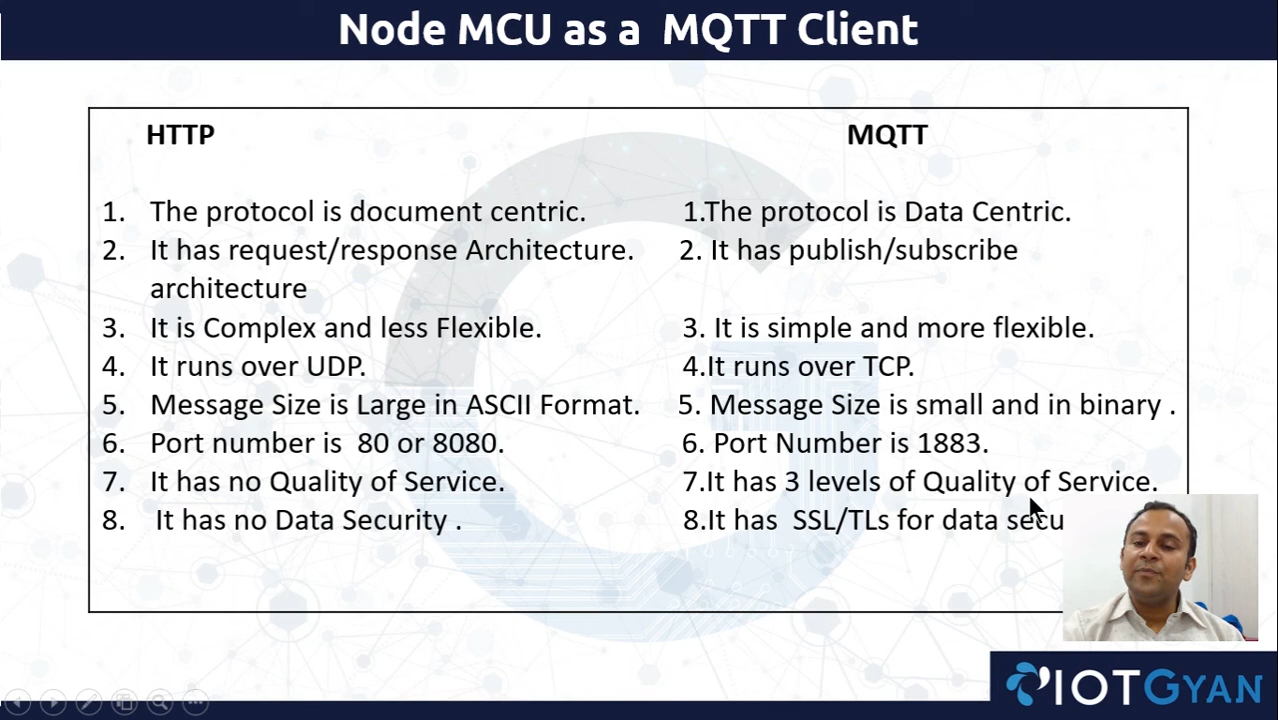 Node MCU as a MQTT Client
HTTP MQTT
1. The protocol is document centric. 1.The protocol is Data Centric.
2. It has request/response Architecture. 2. It has publish/subscribe
architecture
3. It is Complex and less Flexible. 3. It is simple and more flexible.
4. It runs over UDP. 4.It runs over TCP.
5. Message Size is Large in ASCII Format. 5. Message Size is small and in binary .
6. Port number is 80 or 8080. 6. Port Number is 1883.
7. It has no Quality of Service. 7.It has 3 levels of Quality of Service.
8. It has no Data Security . 8.It has SSL/TLs for data secu
IOTGYAN